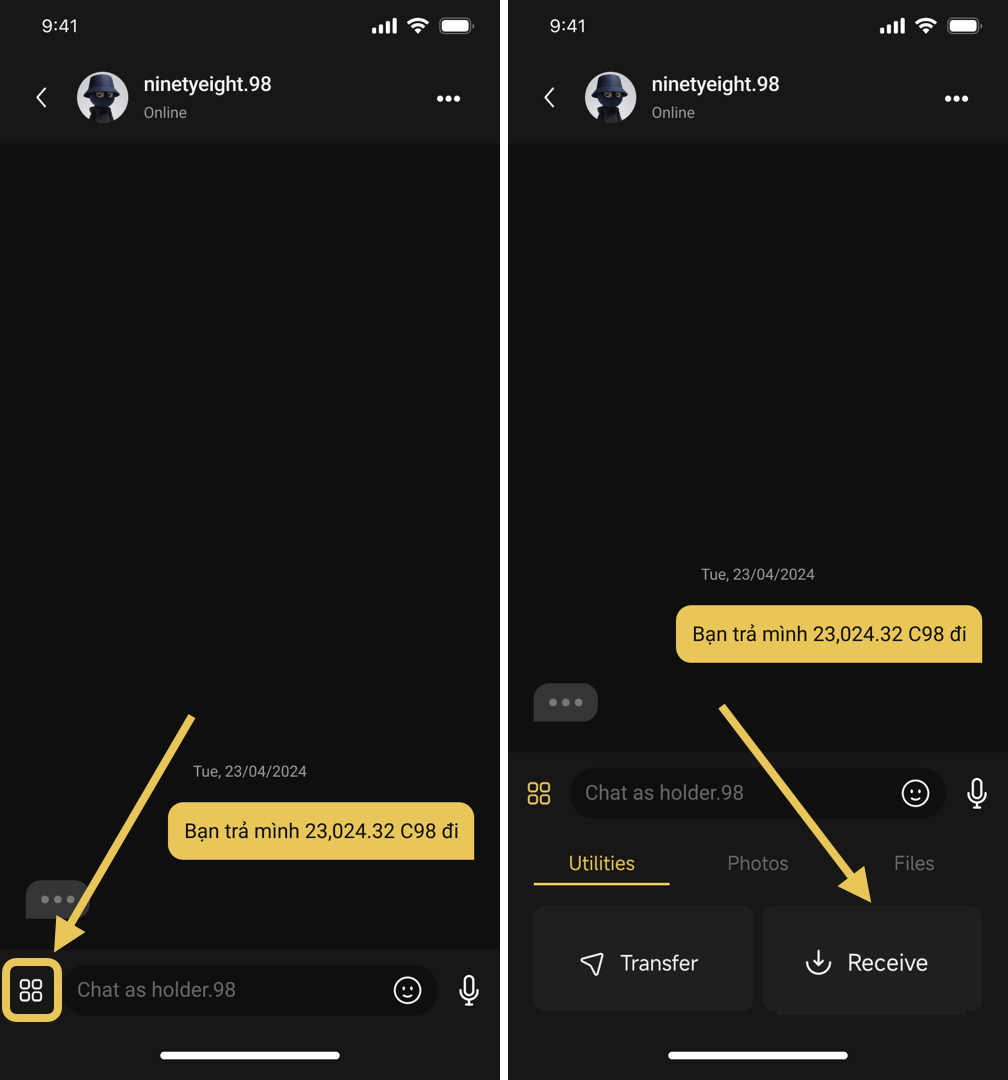 9:41
ninetyeight.98
Online
Tue, 23/04/2024
Bạn trả mình 23,024.32 C98 đi
Chat as holder.98
9:41
ninetyeight.98
Online
Tue, 23/04/2024
Bạn trả mình 23,024.32 C98 đi
Chat as holder.98
Utilities Photos Files
Transfer Receive